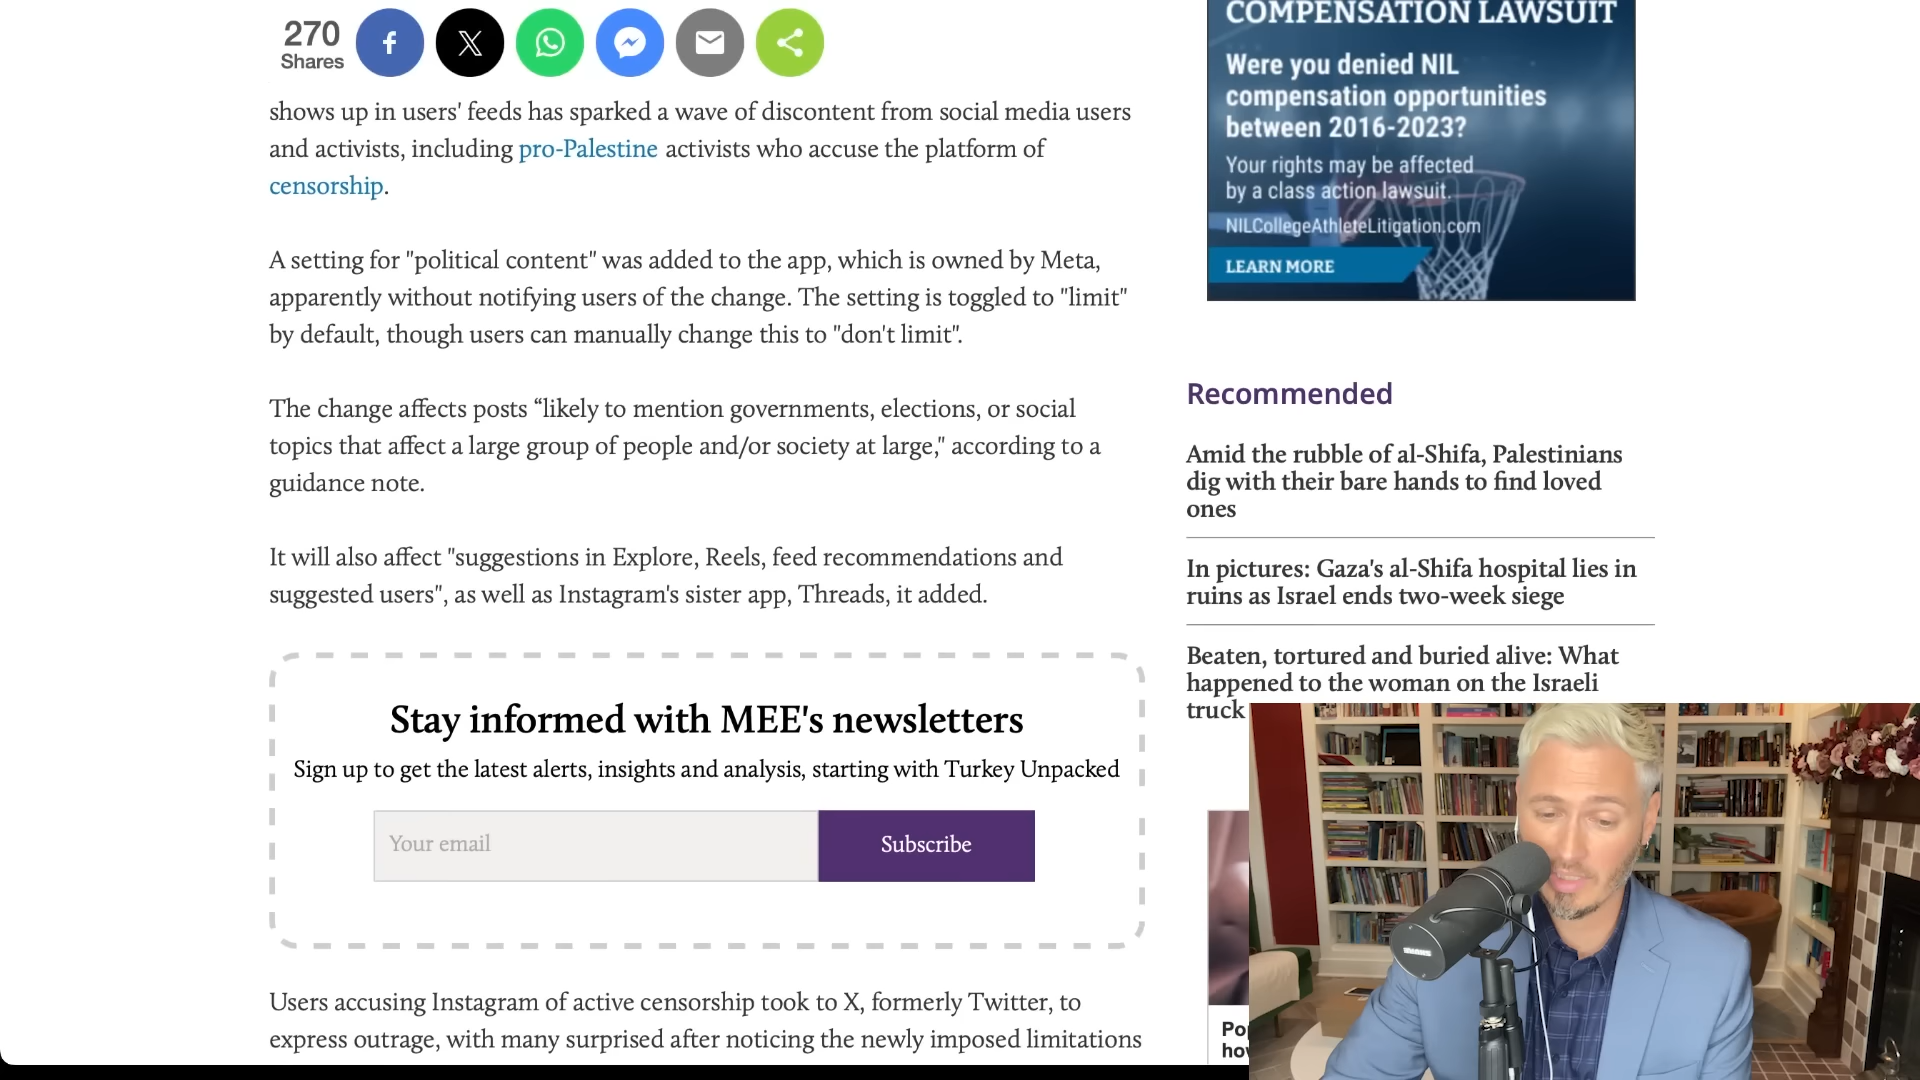 270
Shares
shows up in users' feeds has sparked a wave of discontent from social media users
and activists, including pro-Palestine activists who accuse the platform of
censorship.
A setting for "political content" was added to the app, which is owned by Meta,
apparently without notifying users of the change. The setting is toggled to "limit"
by default, though users can manually change this to "don't limit".
The change affects posts “likely to mention governments, elections, or social
topics that affect a large group of people and/or society at large," according to a
guidance note.
It will also affect "suggestions in Explore, Reels, feed recommendations and
suggested users", as well as Instagram's sister app, Threads, it added.
Stay informed with MEE's newsletters
Sign up to get the latest alerts, insights and analysis, starting with Turkey Unpacked
Your email
Subscribe
Users accusing Instagram of active censorship took to X, formerly Twitter, to
express outrage, with many surprised after noticing the newly imposed limitations
COMPENSATION LAWSUIT
Were you denied NIL
compensation opportunities
between 2016-2023?
Your rights may be affected
by a class action lawsuit.
NILCollegeAthleteLitigation.com
LEARN MORE
Recommended
Amid the rubble of al-Shifa, Palestinians
dig with their bare hands to find loved
ones
In pictures: Gaza's al-Shifa hospital lies in
ruins as Israel ends two-week siege
Beaten, tortured and buried alive: What
happened to the woman on the Israeli
truck